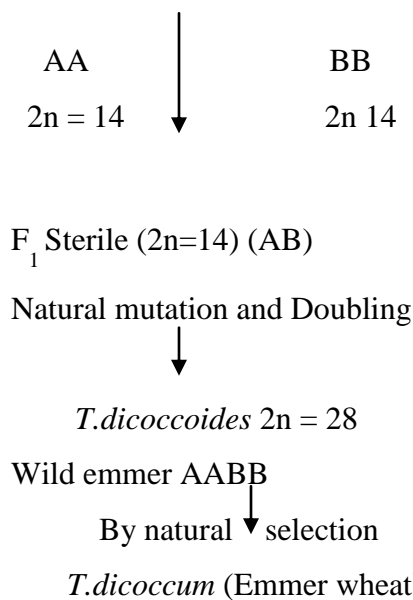 AA BB
2n = 14 2n 14
F1 Sterile (2n=14) (AB)
Natural mutation and Doubling
T.dicoccoides 2n = 28
Wild emmer AABB
By natural selection
T.dicoccum (Emmer wheat